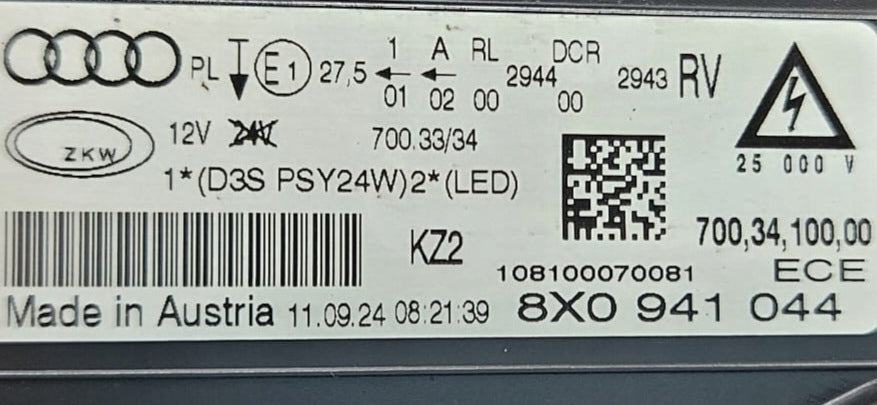 PL E1 27,5 1 A RL DCR
01 02 00 2944 00 2943 RV
ZKW 12V 24V 700.33/34
25 000 V
1*(D3S PSY24W)2*(LED)
KZ2 700,34,100,00
108100070081 ECE
Made in Austria 11.09.24 08:21:39 8X0 941 044